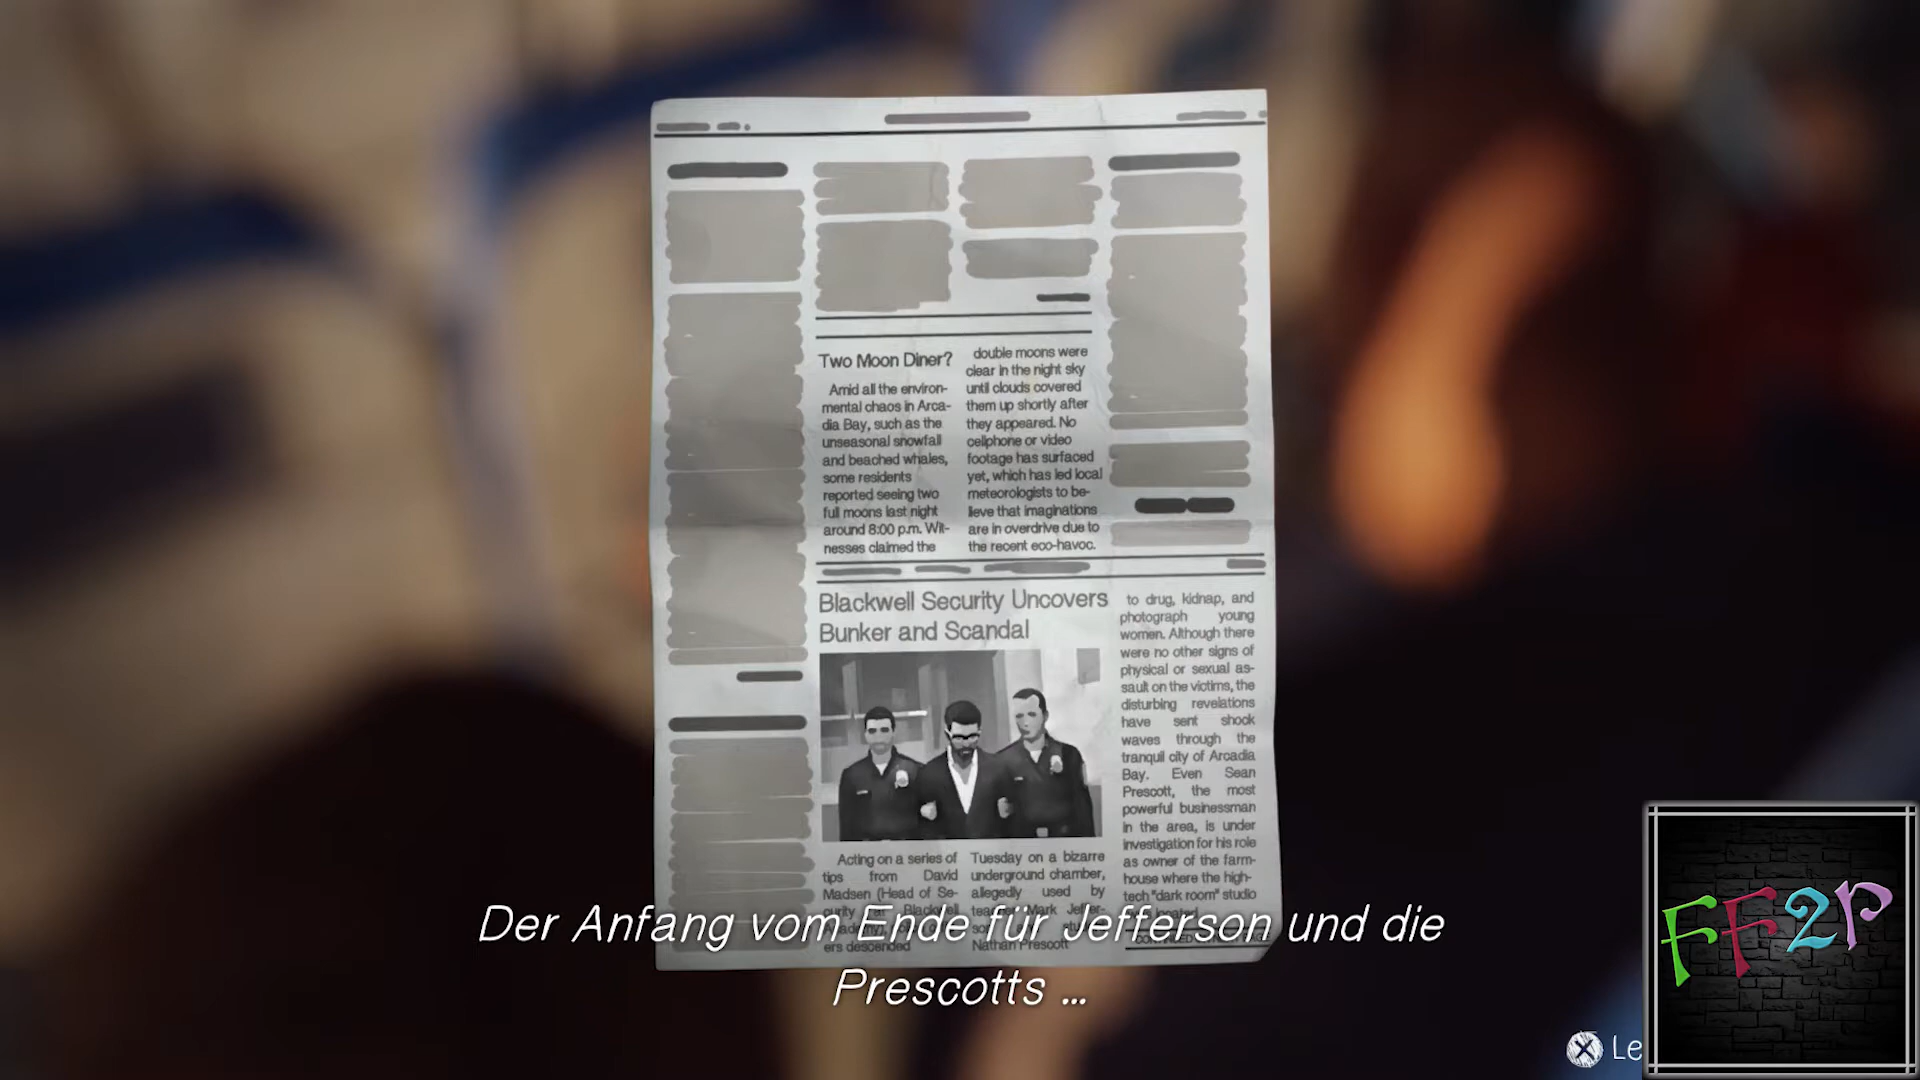 Two Moon Diner?
Amid all the environ-
mental chaos in Arca-
dia Bay, such as the
unseasonal snowfall
and beached whales,
some residents
reported seeing two
full moons last night
around 8:00 p.m. Wit-
nesses claimed the
double moons were
clear in the night sky
until clouds covered
them up shortly after
they appeared. No
cellphone or video
footage has surfaced
yet, which has led local
meteorologists to be-
lieve that imaginations
are in overdrive due to
the recent eco-havoc.
Blackwell Security Uncovers
Bunker and Scandal
Acting on a series of
tips from David
Madsen (Head of Se-
curity Blackwell
ers descended
Tuesday on a bizarre
underground chamber,
allegedly used by
Mark Jeffer-
Nathan Prescott
to drug, kidnap, and
photograph young
women. Although there
were no other signs of
physical or sexual as-
sault on the victims, the
disturbing revelations
have sent shock
waves through the
tranquil city of Arcadia
Bay. Even Sean
Prescott, the most
powerful businessman
in the area, is under
investigation for his role
as owner of the farm-
house where the high-
tech "dark room" studio
Der Anfang vom Ende für Jefferson und die
Prescotts ...
Le
FF2P